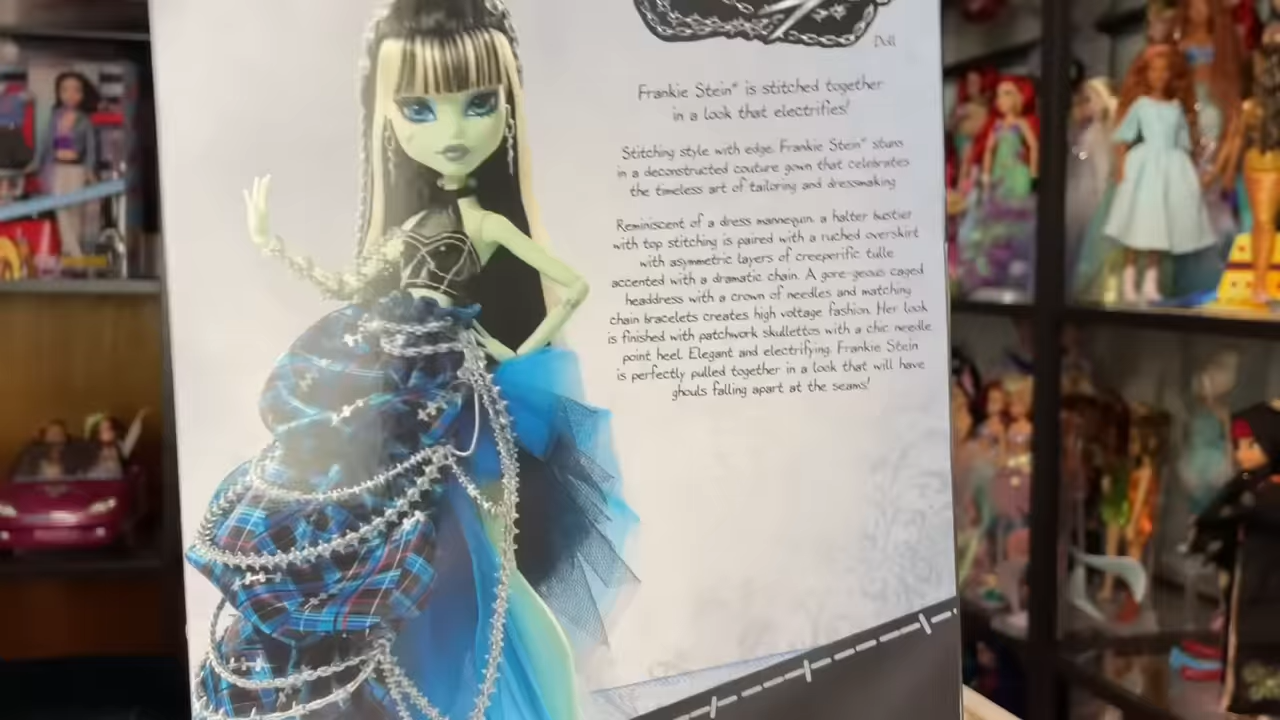 Doll
Frankie Stein® is stitched together
in a look that electrifies!
Stitching style with edge, Frankie Stein® stuns
in a deconstructed couture gown that celebrates
the timeless art of tailoring and dressmaking
Reminiscent of a dress mannequin, a halter bustier
with top stitching is paired with a ruched overskirt
with asymmetric layers of creeperific tulle
accented with a dramatic chain. A gore-geous caged
headdress with a crown of needles and matching
chain bracelets creates high voltage fashion. Her look
is finished with patchwork skullettos with a chic needle
point heel. Elegant and electrifying, Frankie Stein
is perfectly pulled together in a look that will have
ghouls falling apart at the seams!